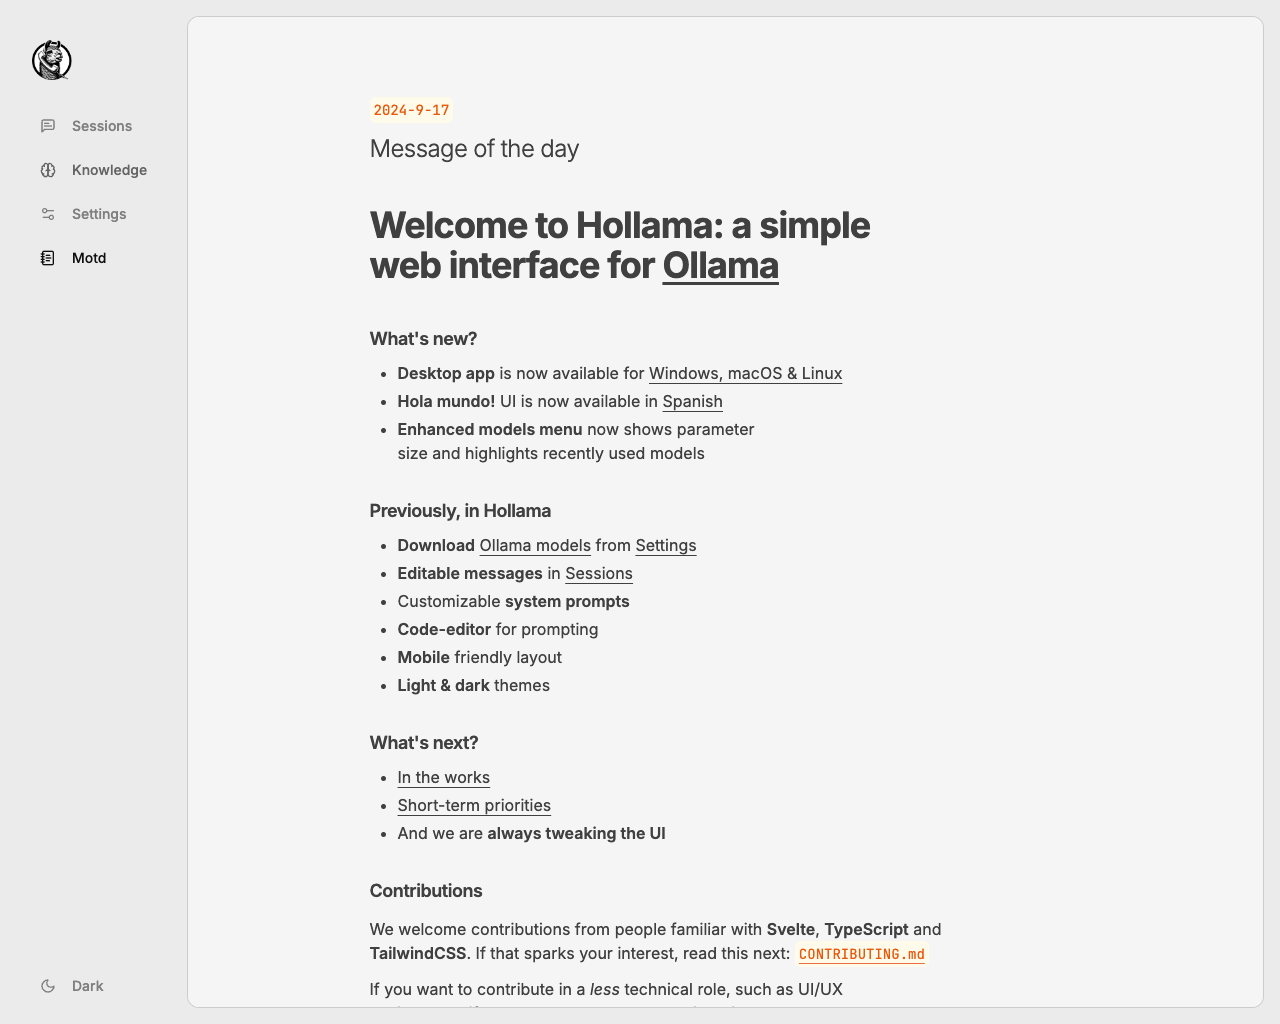 Sessions
Knowledge
Settings
Motd
Dark
2024-9-17
Message of the day
Welcome to Hollama: a simple
web interface for Ollama
What's new?
• Desktop app is now available for Windows, macOS & Linux
• Hola mundo! UI is now available in Spanish
• Enhanced models menu now shows parameter
size and highlights recently used models
Previously, in Hollama
• Download Ollama models from Settings
• Editable messages in Sessions
• Customizable system prompts
• Code-editor for prompting
• Mobile friendly layout
• Light & dark themes
What's next?
• In the works
• Short-term priorities
• And we are always tweaking the UI
Contributions
We welcome contributions from people familiar with Svelte, TypeScript and
TailwindCSS. If that sparks your interest, read this next: CONTRIBUTING.md
If you want to contribute in a less technical role, such as UI/UX